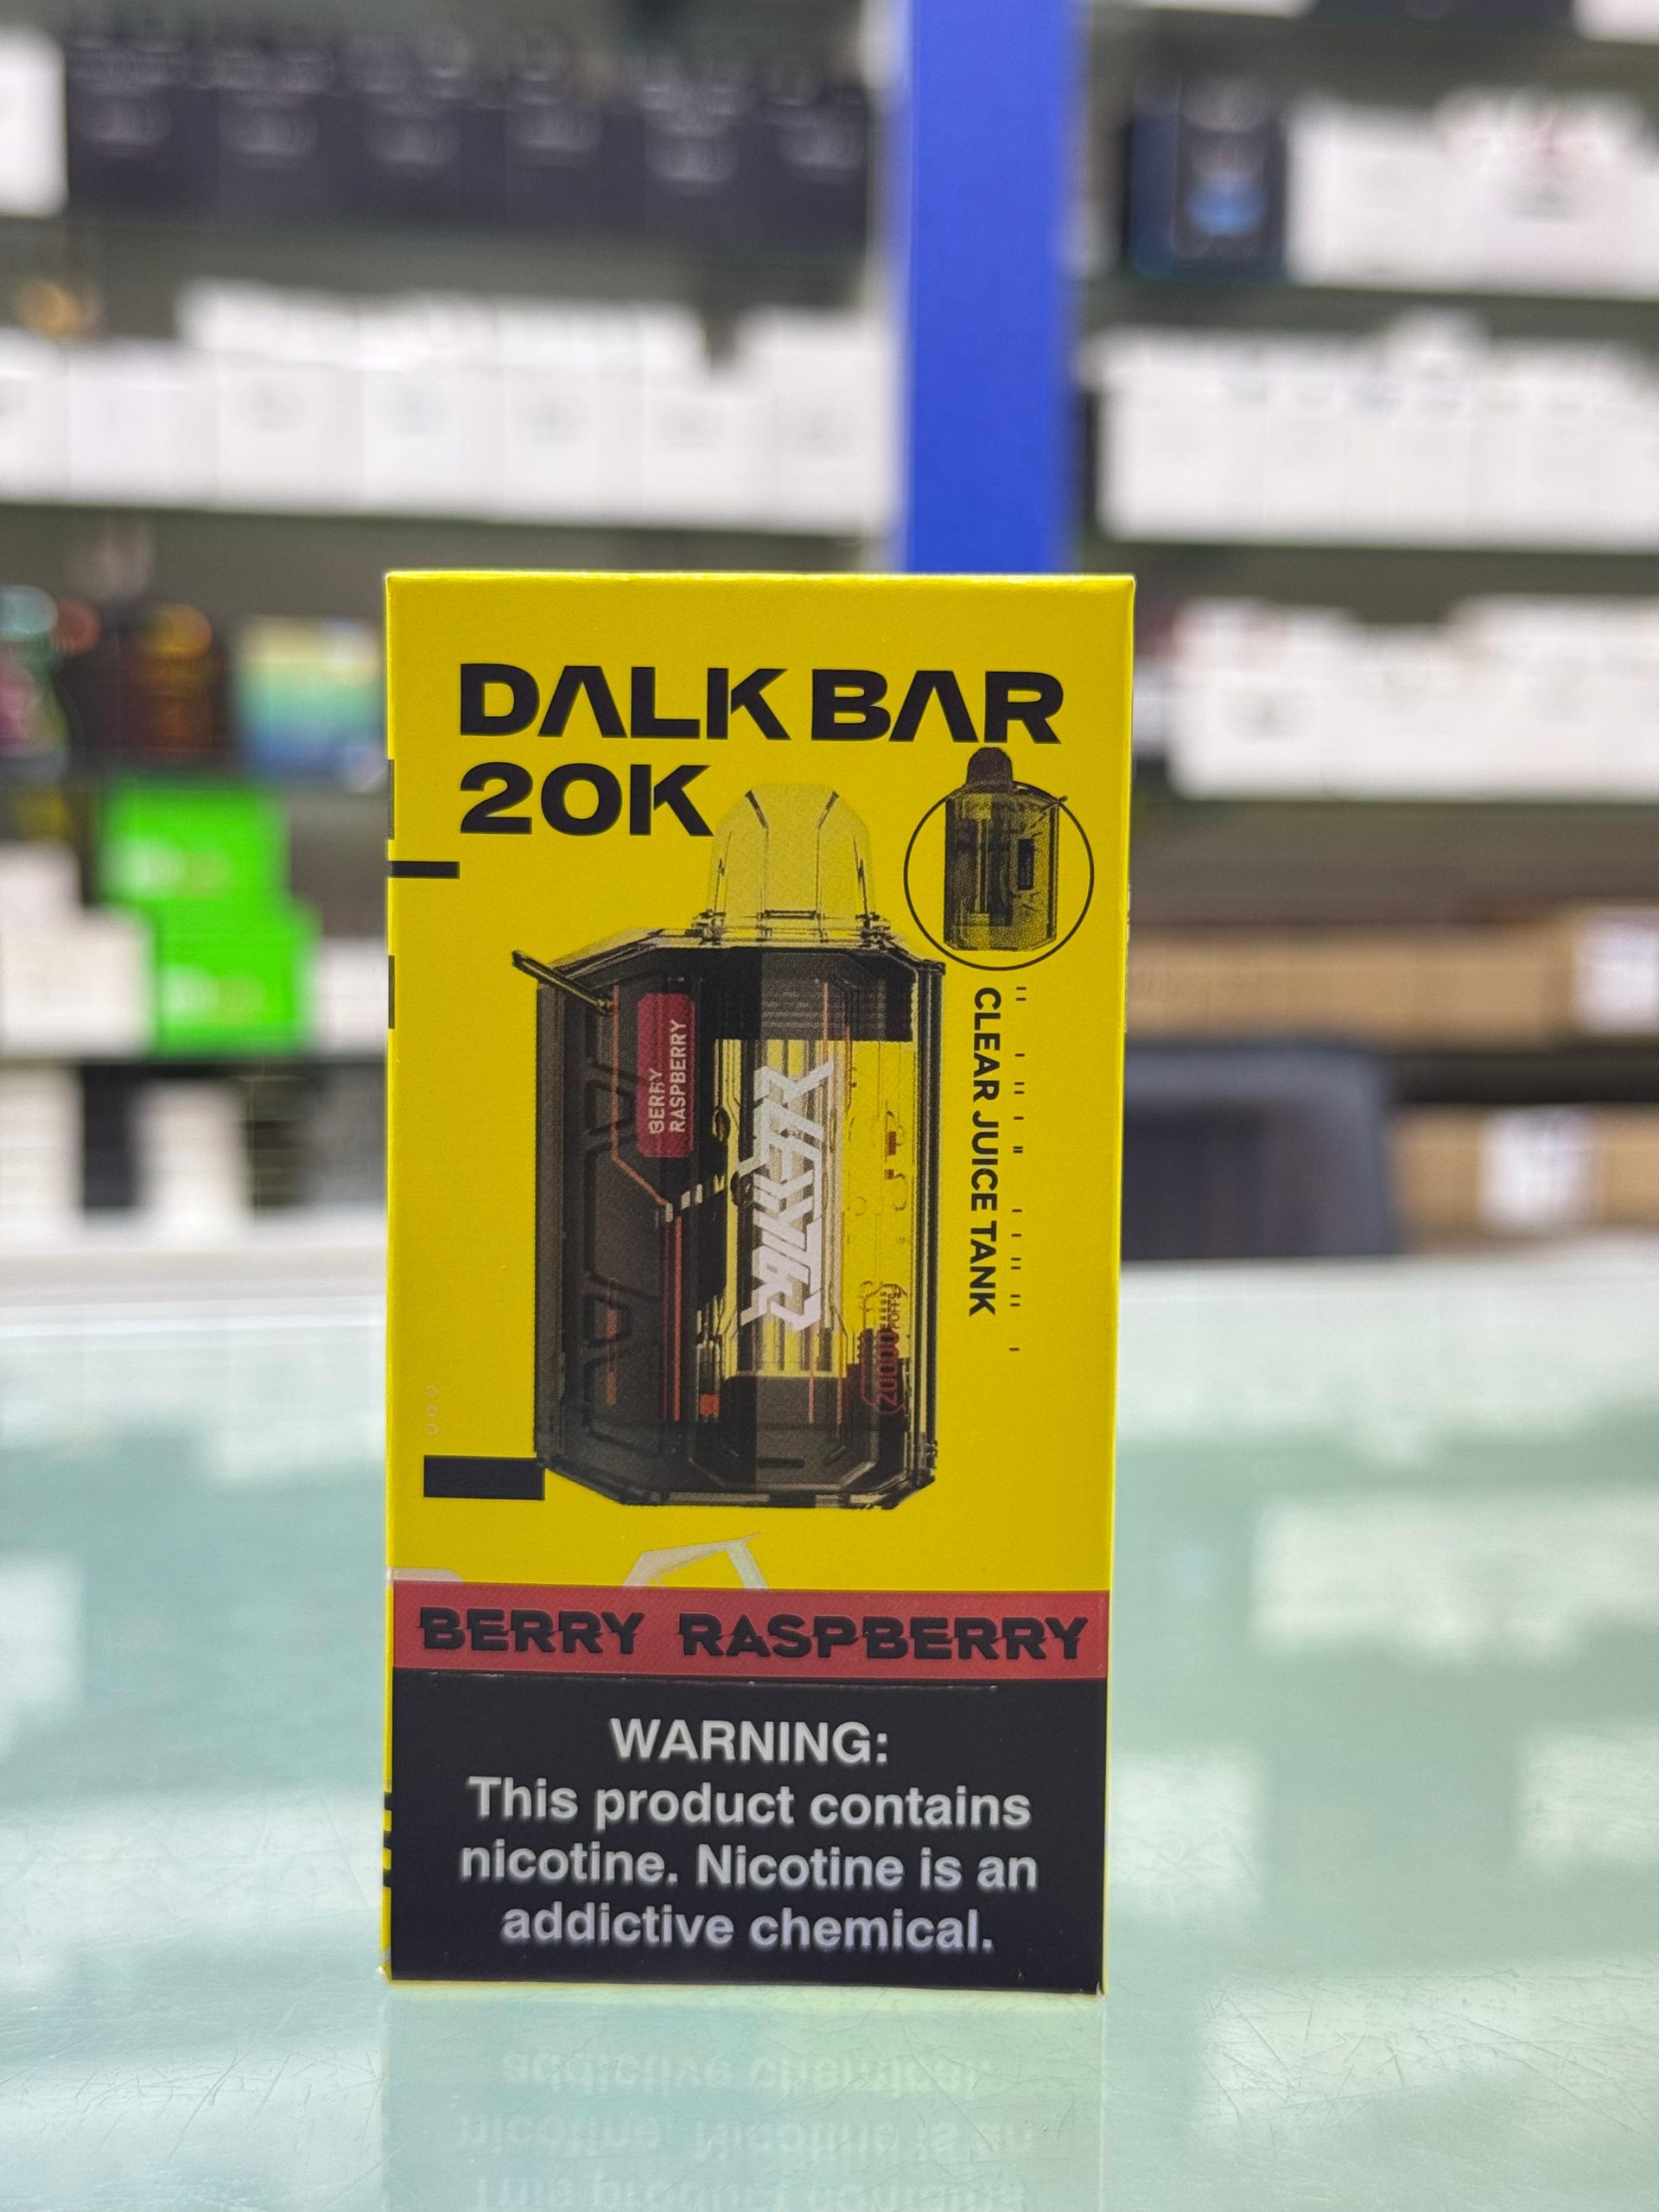 DALK BAR
20K
BERRY
RASPBERRY
CLEAR JUICE TANK
20000
BERRY RASPBERRY
WARNING:
This product contains
nicotine. Nicotine is an
addictive chemical.